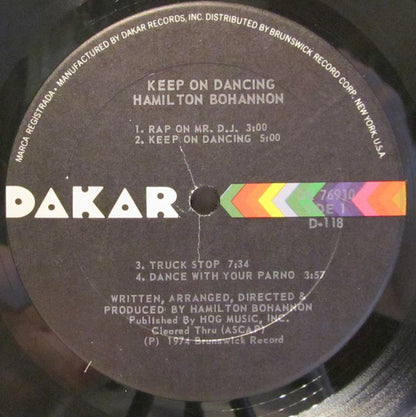 MARCA REGISTRADA · MANUFACTURED BY DAKAR RECORDS, INC. DISTRIBUTED BY BRUNSWICK RECORD CORP. NEW YORK, U.S.A.
KEEP ON DANCING
HAMILTON BOHANNON
1. RAP ON MR. D.J. 3:00
2. KEEP ON DANCING 5:00
DAKAR
76910
DE 1
D-118
3. TRUCK STOP 7:34
4. DANCE WITH YOUR PARNO 3:57
WRITTEN, ARRANGED, DIRECTED &
PRODUCED BY HAMILTON BOHANNON
Published By HOG MUSIC, INC.
Cleared Thru (ASCAP)
(P) 1974 Brunswick Record